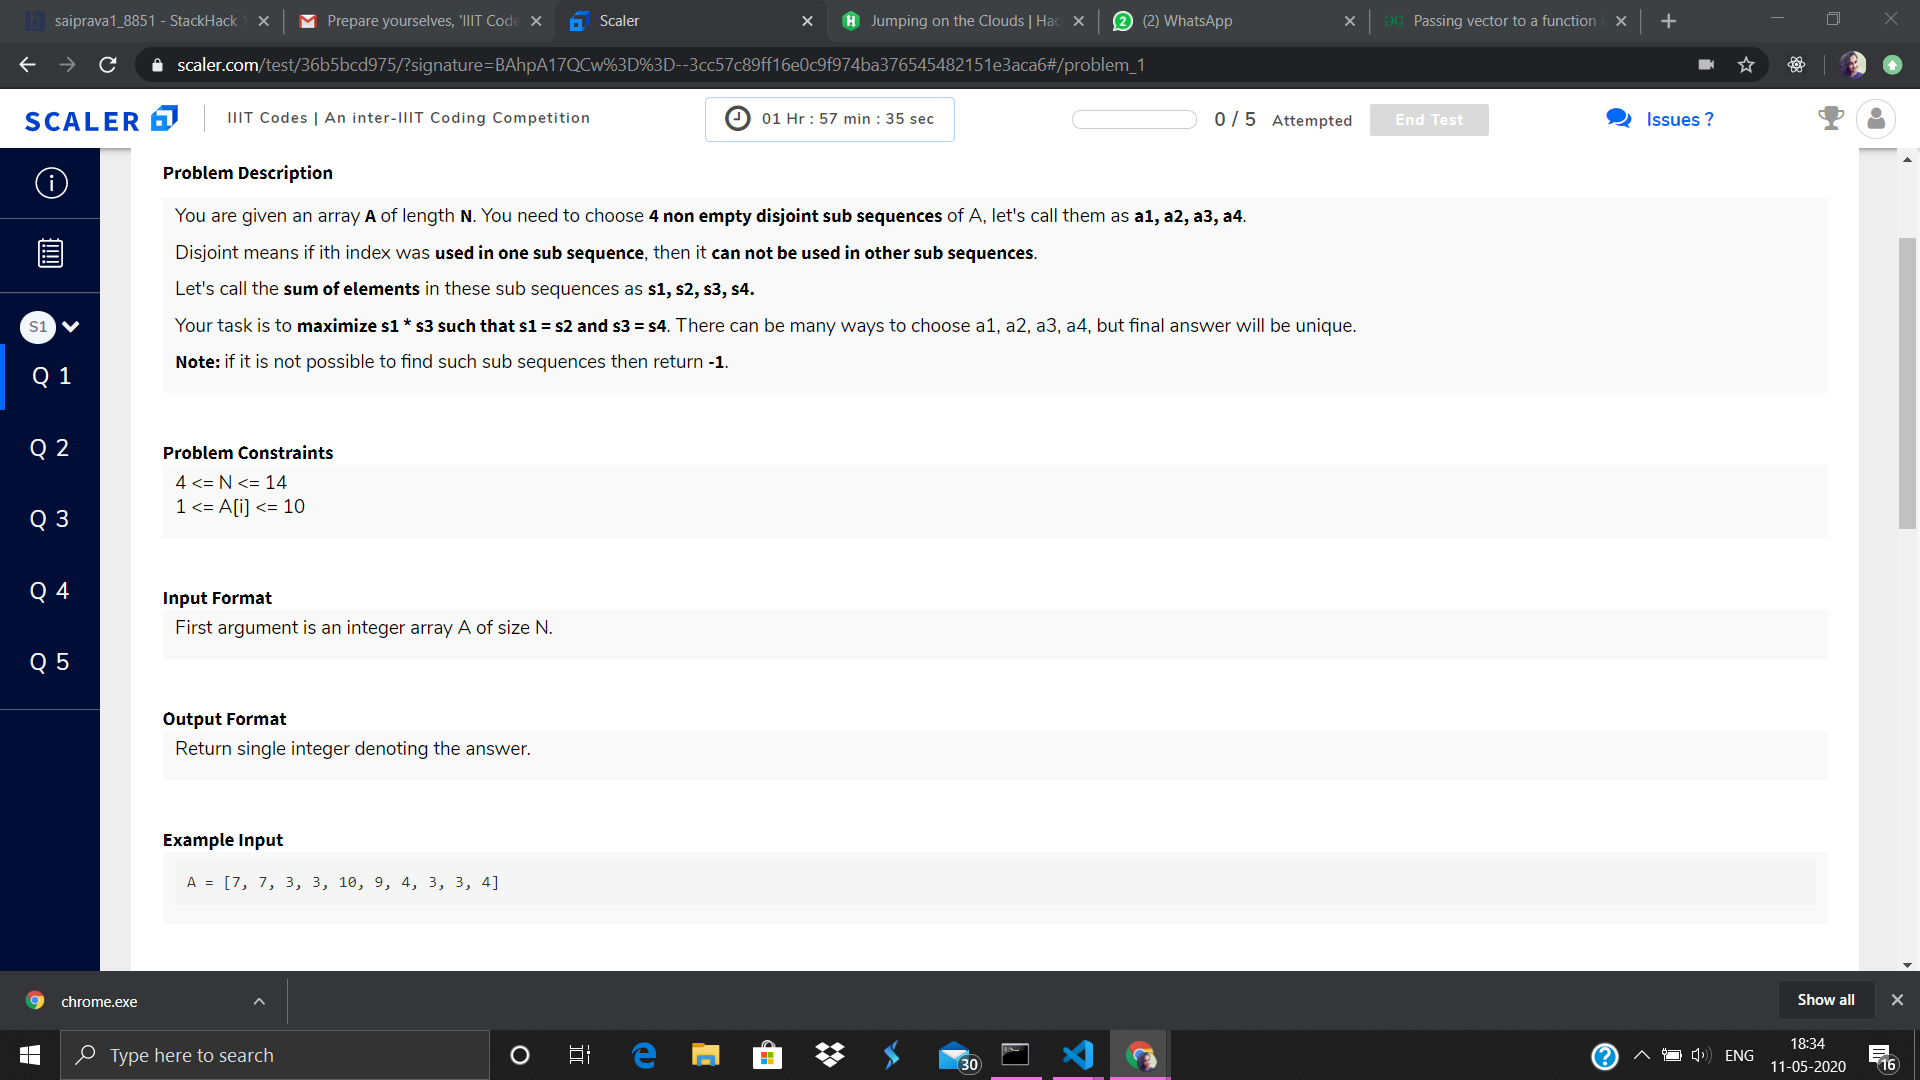 saiprava1_8851 - StackHack 1
Prepare yourselves, 'IIIT Code
Scaler
Jumping on the Clouds | Hac
(2) WhatsApp
Passing vector to a function i
scaler.com/test/36b5bcd975/?signature=BAhpA17QCw%3D%3D--3cc57c89ff16e0c9f974ba376545482151e3aca6#/problem_1
SCALER
IIIT Codes | An inter-IIIT Coding Competition
01 Hr : 57 min : 35 sec
0 / 5 Attempted
End Test
Issues ?
S1
Q 1
Q 2
Q 3
Q 4
Q 5
Problem Description
You are given an array A of length N. You need to choose 4 non empty disjoint sub sequences of A, let's call them as a1, a2, a3, a4.
Disjoint means if ith index was used in one sub sequence, then it can not be used in other sub sequences.
Let's call the sum of elements in these sub sequences as s1, s2, s3, s4.
Your task is to maximize s1 * s3 such that s1 = s2 and s3 = s4. There can be many ways to choose a1, a2, a3, a4, but final answer will be unique.
Note: if it is not possible to find such sub sequences then return -1.
Problem Constraints
4 <= N <= 14
1 <= A[i] <= 10
Input Format
First argument is an integer array A of size N.
Output Format
Return single integer denoting the answer.
Example Input
A = [7, 7, 3, 3, 10, 9, 4, 3, 3, 4]
chrome.exe
Show all
Type here to search
30
ENG
18:34
11-05-2020
16